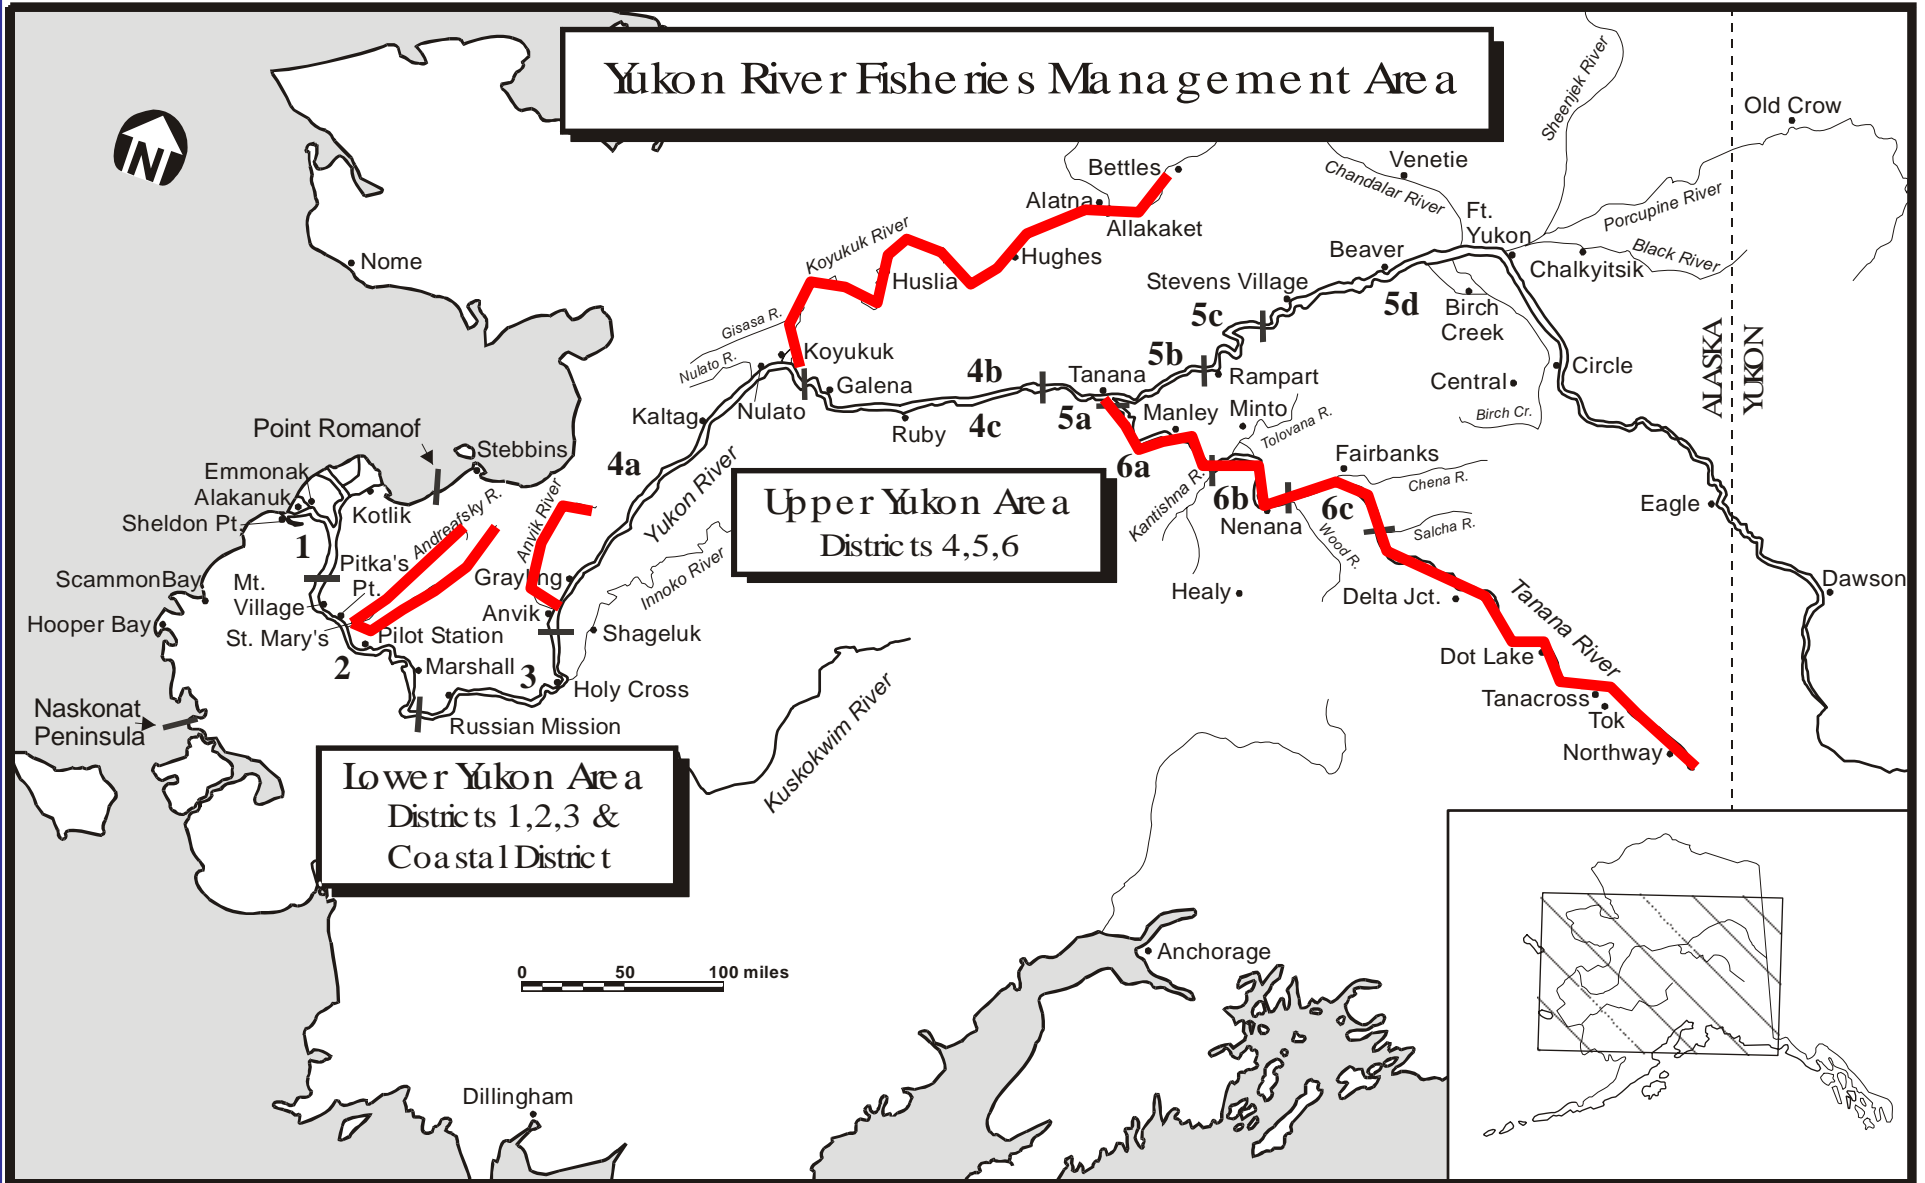 Yukon River Fisheries Management Area
N
Sheenjek River
Old Crow
Venetie
Chandalar River
Bettles
Alatna
Allakaket
Porcupine River
Ft.
Yukon
Black River
Chalkyitsik
Koyukuk River
Hughes
Huslia
Beaver
Nome
Stevens Village
5d
Birch
Creek
5c
Gisasa R.
Nulato R.
Koyukuk
ALASKA
YUKON
Galena
4b
Tanana
5b
Rampart
Circle
Central
Birch Cr.
Kaltag
Nulato
Ruby
4c
5a
Manley
Minto
Tolovana R.
Point Romanof
Stebbins
Emmonak
Alakanuk
Sheldon Pt.
Kotlik
4a
Yukon River
6a
Kantishna R.
Fairbanks
Chena R.
6b
Nenana
6c
Salcha R.
Wood R.
Eagle
Upper Yukon Area
Districts 4,5,6
Andreafsky R.
Anvik River
1
Pitka's
Pt.
Scammon Bay
Mt.
Village
Grayling
Innoko River
Anvik
Healy
Delta Jct.
Dawson
Tanana River
Hooper Bay
St. Mary's
Pilot Station
Shageluk
2
Marshall
3
Holy Cross
Dot Lake
Tanacross
Tok
Northway
Naskonat
Peninsula
Russian Mission
Kuskokwim River
Lower Yukon Area
Districts 1,2,3 &
Coastal District
0 50 100 miles
Anchorage
Dillingham